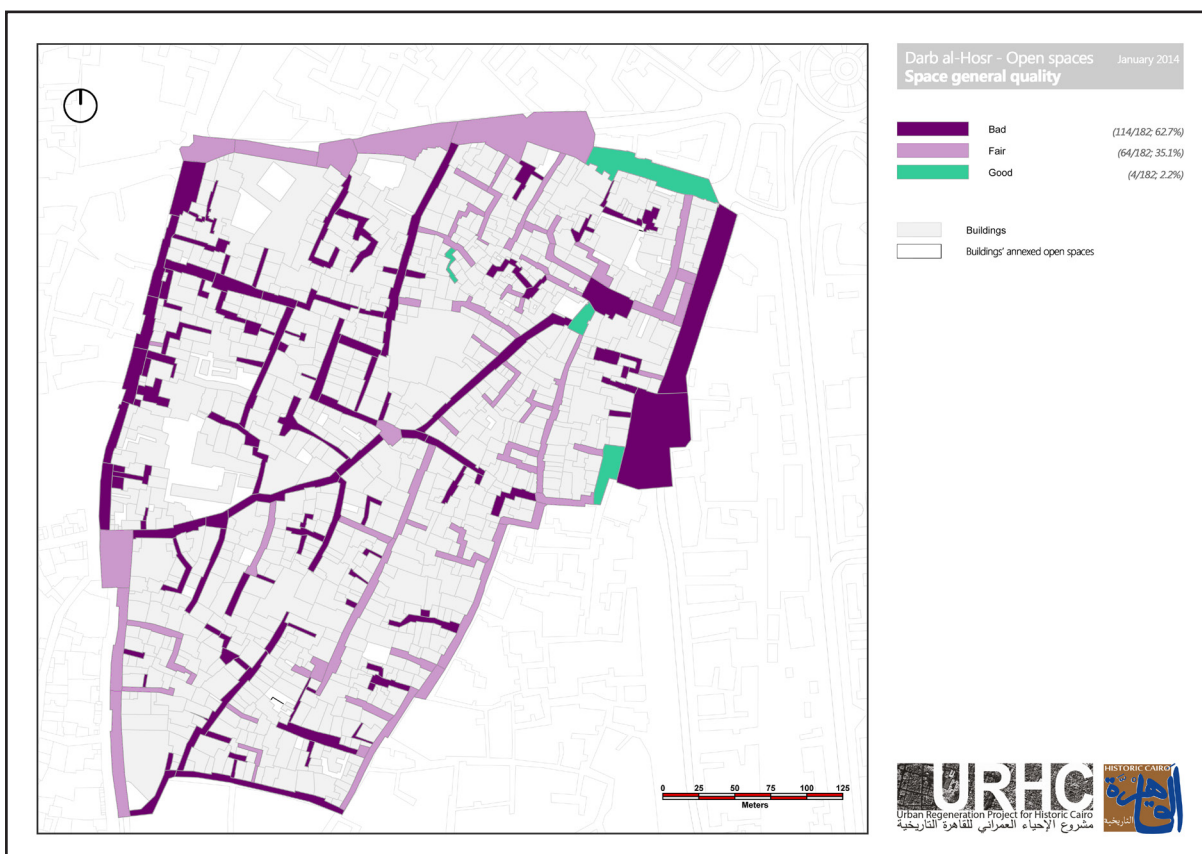 Darb al-Hosr - Open spaces January 2014
Space general quality
Bad (114/182; 62.7%)
Fair (64/182; 35.1%)
Good (4/182; 2.2%)
Buildings
Buildings' annexed open spaces
0 25 50 75 100 125
Meters
URHC
Urban Regeneration Project for Historic Cairo
مشروع الإحياء العمراني للقاهرة التاريخية
HISTORIC CAIRO
القاهرة
التاريخية